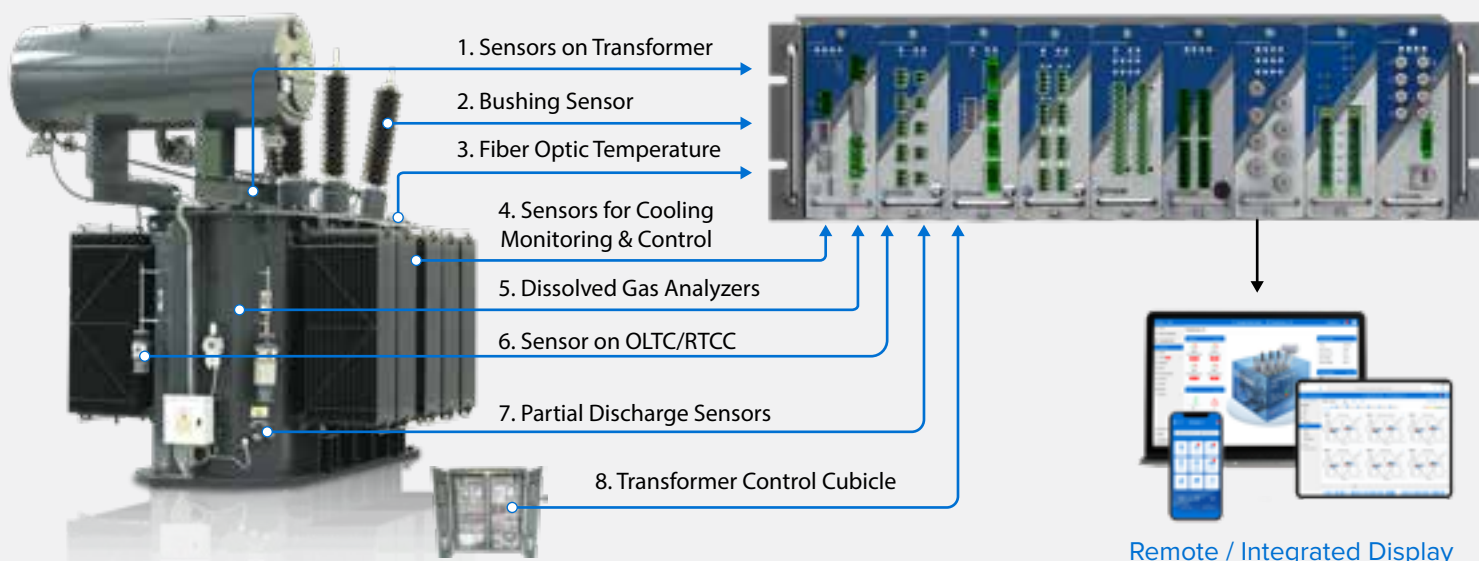 1. Sensors on Transformer
2. Bushing Sensor
3. Fiber Optic Temperature
4. Sensors for Cooling
Monitoring & Control
5. Dissolved Gas Analyzers
6. Sensor on OLTC/RTCC
7. Partial Discharge Sensors
8. Transformer Control Cubicle
Remote / Integrated Display